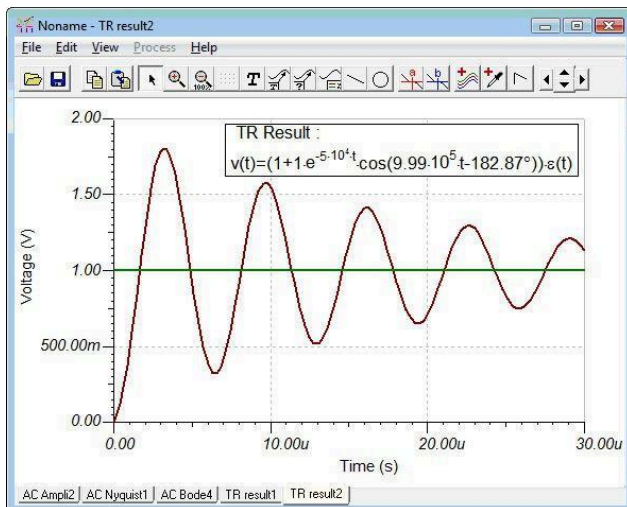 Noname - TR result2
File Edit View Process Help
T
100%
a b
TR Result :
v(t)=(1+1·e^-5·10^4·t·cos(9.99·10^5·t-182.87°))·ε(t)
Voltage (V)
2.00
1.50
1.00
500.00m
0.00
0.00 10.00u 20.00u 30.00u
Time (s)
AC Ampli2 AC Nyquist1 AC Bode4 TR result1 TR result2